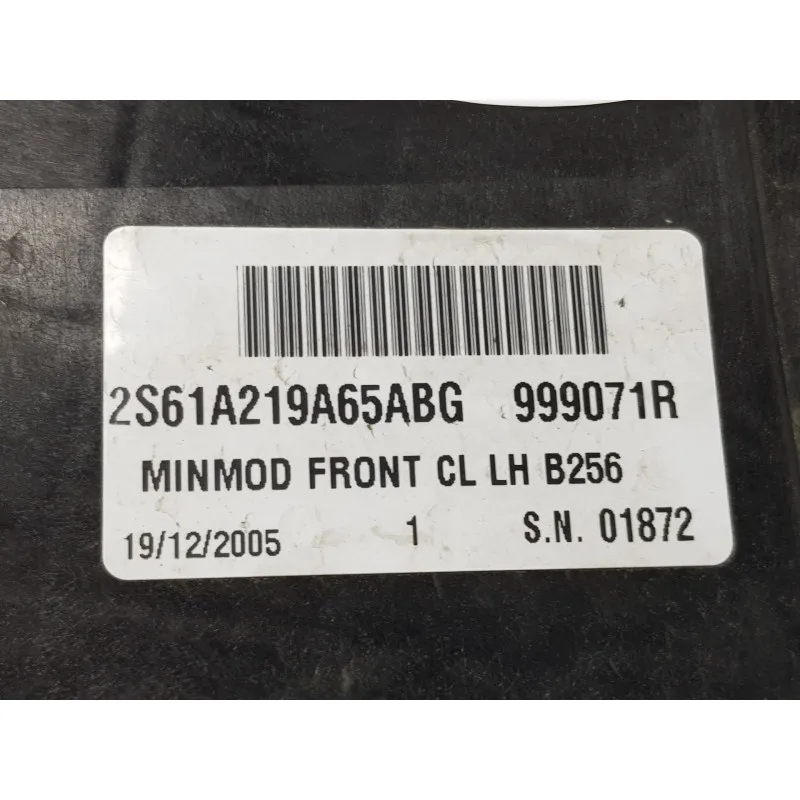 2S61A219A65ABG 999071R
MINMOD FRONT CL LH B256
19/12/2005 1 S.N. 01872